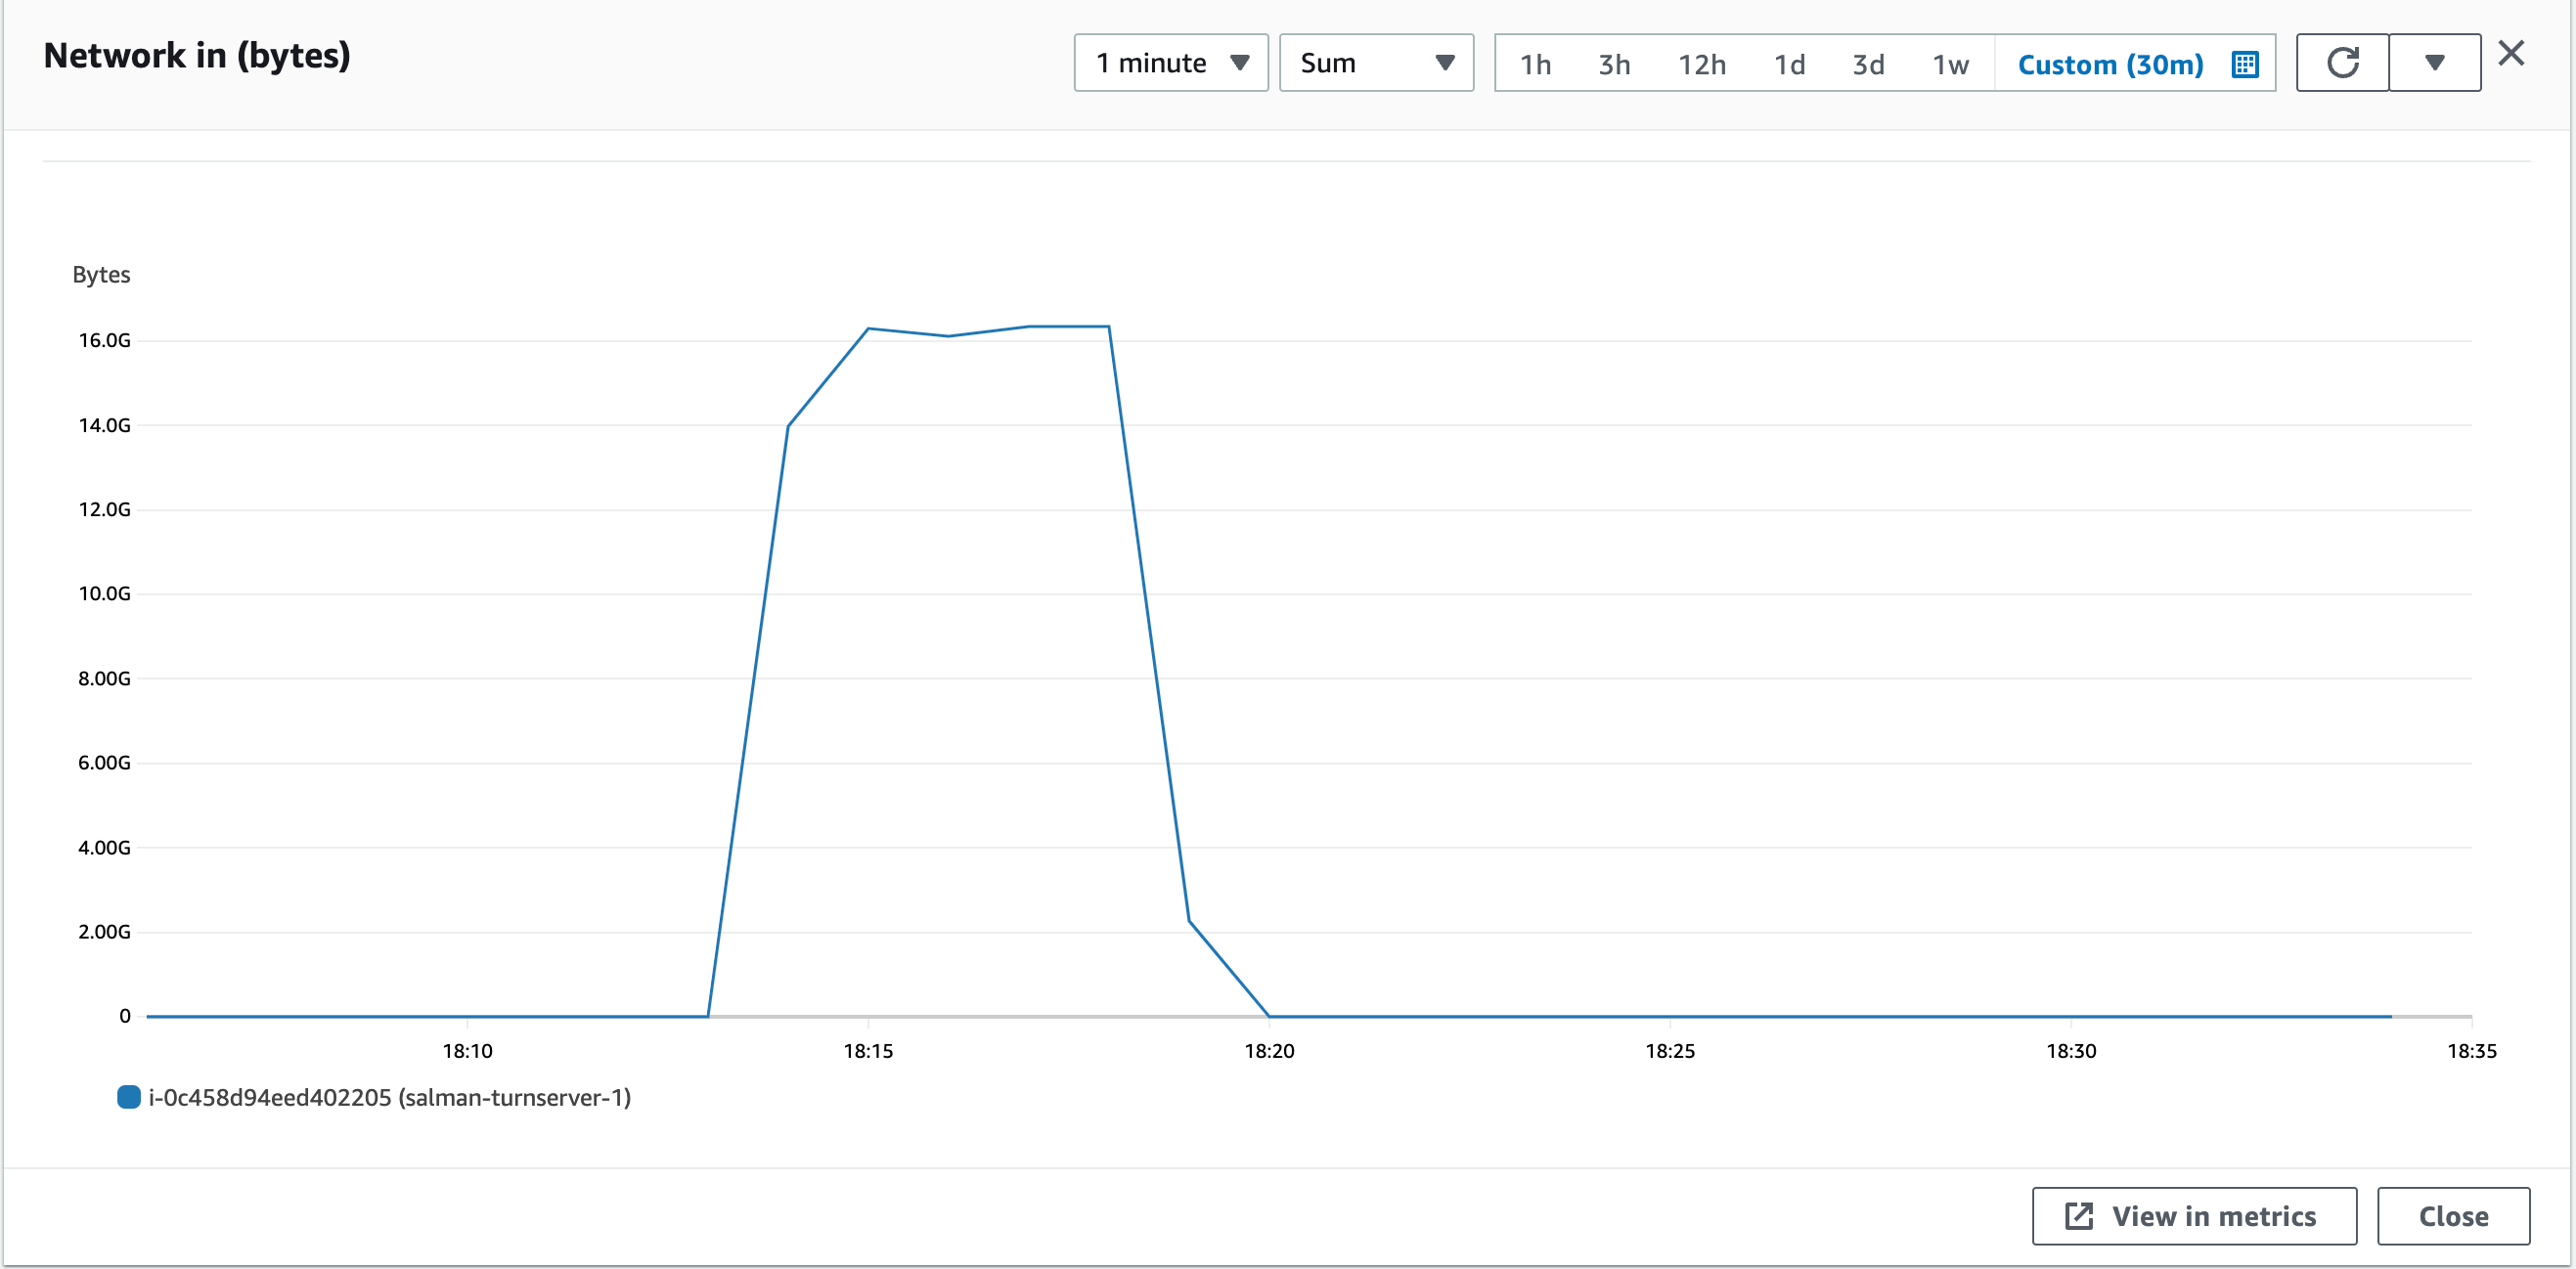 Network in (bytes)
1 minute
Sum
1h 3h 12h 1d 3d 1w Custom (30m)
Bytes
16.0G
14.0G
12.0G
10.0G
8.00G
6.00G
4.00G
2.00G
0
18:10 18:15 18:20 18:25 18:30 18:35
i-0c458d94eed402205 (salman-turnserver-1)
View in metrics
Close